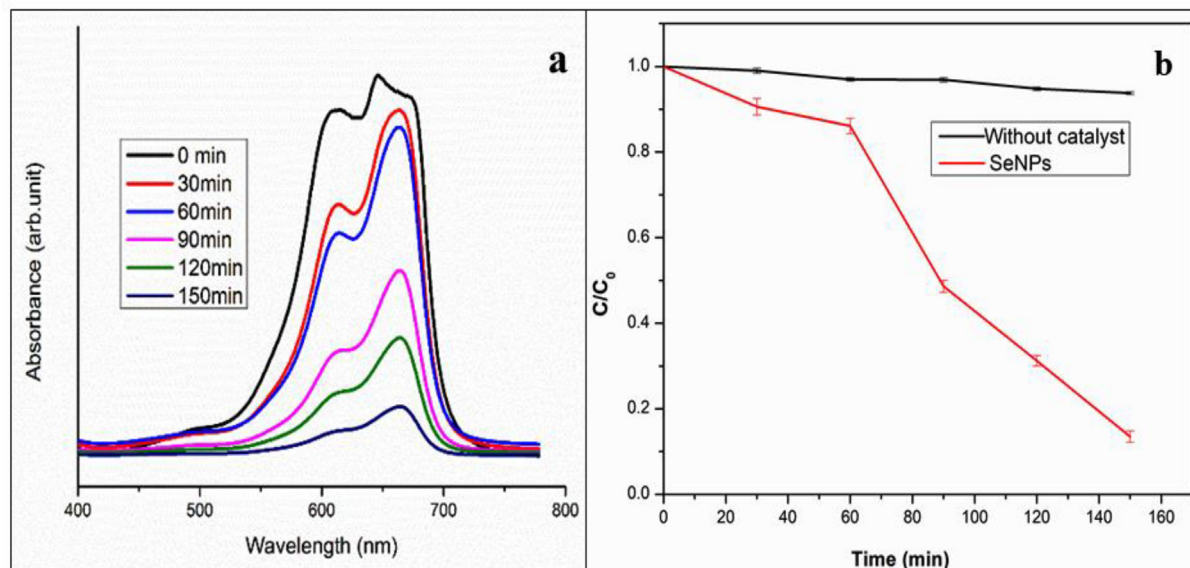 a
0 min
30min
60min
90min
120min
150min
Absorbance (arb.unit)
400 500 600 700 800
Wavelength (nm)
b
Without catalyst
SeNPs
1.0
0.8
0.6
0.4
0.2
0.0
C/C₀
0 20 40 60 80 100 120 140 160
Time (min)